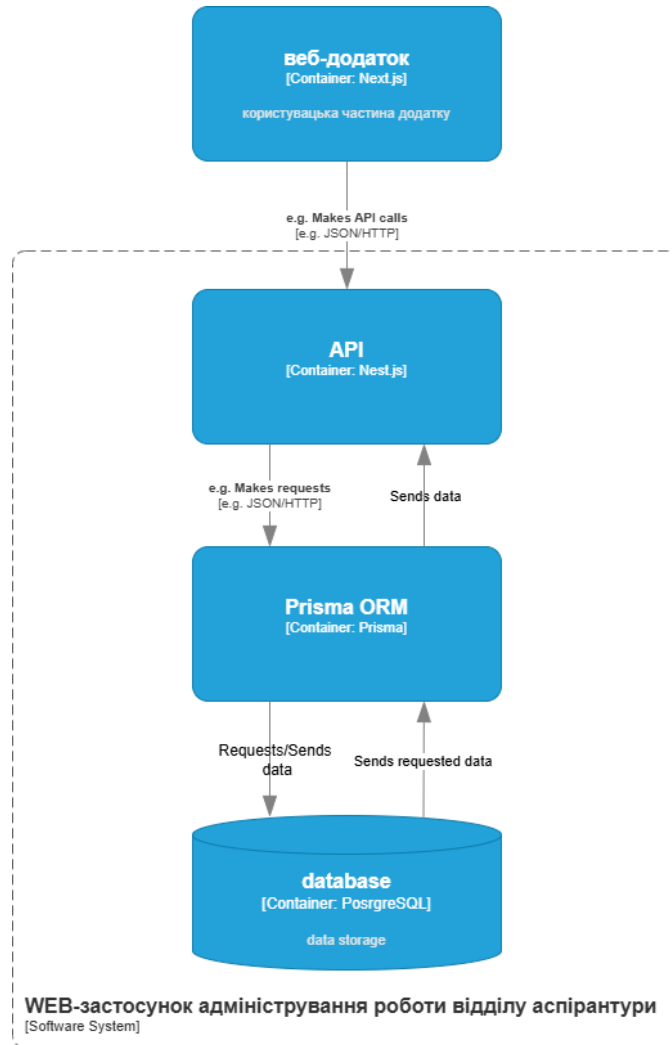 веб-додаток
[Container: Next.js]
користувацька частина додатку
e.g. Makes API calls
[e.g. JSON/HTTP]
API
[Container: Nest.js]
e.g. Makes requests
[e.g. JSON/HTTP]
Sends data
Prisma ORM
[Container: Prisma]
Requests/Sends
data
Sends requested data
database
[Container: PosrgreSQL]
data storage
WEB-застосунок адміністрування роботи відділу аспірантури
[Software System]